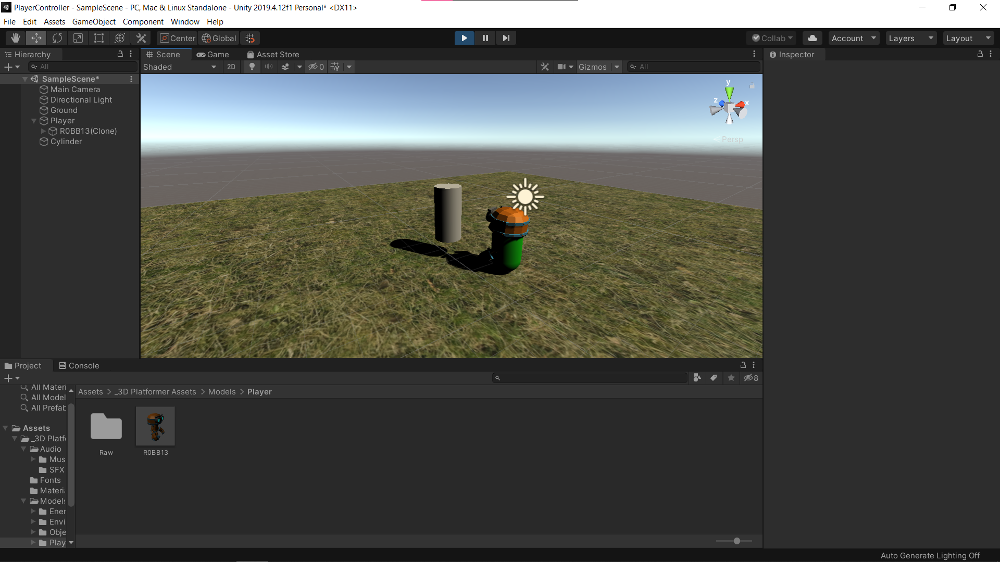 PlayerController - SampleScene - PC, Mac & Linux Standalone - Unity 2019.4.12f1 Personal* <DX11>
File Edit Assets GameObject Component Window Help
Center Global Collab Account Layers Layout
Hierarchy
All
SampleScene*
Main Camera
Directional Light
Ground
Player
R0BB13(Clone)
Cylinder
Scene Game Asset Store
Shaded 2D 0 Gizmos All
y
z x
Persp
Inspector
Project Console
8
All Materi
All Model
All Prefab
Assets
_3D Platf
Audio
Mus
SFX
Fonts
Materia
Models
Ener
Envi
Obje
Play
Assets > _3D Platformer Assets > Models > Player
Raw R0BB13
Auto Generate Lighting Off